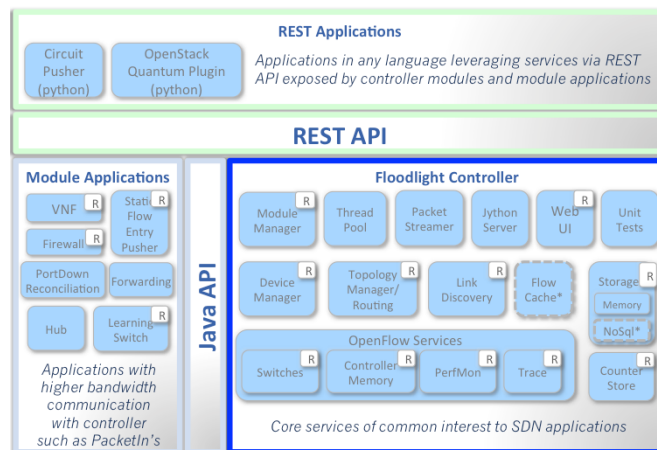 REST Applications
Circuit
Pusher
(python)
OpenStack
Quantum Plugin
(python)
Applications in any language leveraging services via REST
API exposed by controller modules and module applications
REST API
Module Applications
VNF
R
Static
R
Flow
Entry
Pusher
Firewall
R
PortDown
Reconciliation
Forwarding
Hub
Learning
R
Switch
Applications with
higher bandwidth
communication
with controller
such as PacketIn's
Java API
Floodlight Controller
Module
Manager
R
Thread
Pool
Packet
Streamer
Jython
Server
Web
UI
R
Unit
Tests
Device
Manager
R
Topology
Manager/
Routing
R
Link
Discovery
R
Flow
Cache*
Storage
R
Memory
NoSql*
OpenFlow Services
Switches
R
Controller
Memory
R
PerfMon
R
Trace
R
Counter
Store
R
Core services of common interest to SDN applications